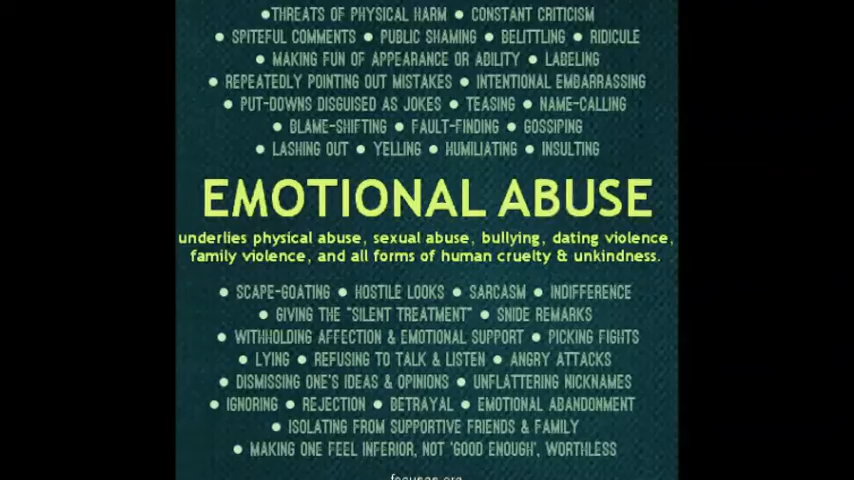 ●THREATS OF PHYSICAL HARM ● CONSTANT CRITICISM
● SPITEFUL COMMENTS ● PUBLIC SHAMING ● BELITTLING ● RIDICULE
● MAKING FUN OF APPEARANCE OR ABILITY ● LABELING
● REPEATEDLY POINTING OUT MISTAKES ● INTENTIONAL EMBARRASSING
● PUT-DOWNS DISGUISED AS JOKES ● TEASING ● NAME-CALLING
● BLAME-SHIFTING ● FAULT-FINDING ● GOSSIPING
● LASHING OUT ● YELLING ● HUMILIATING ● INSULTING
EMOTIONAL ABUSE
underlies physical abuse, sexual abuse, bullying, dating violence,
family violence, and all forms of human cruelty & unkindness.
● SCAPE-GOATING ● HOSTILE LOOKS ● SARCASM ● INDIFFERENCE
● GIVING THE "SILENT TREATMENT" ● SNIDE REMARKS
● WITHHOLDING AFFECTION & EMOTIONAL SUPPORT ● PICKING FIGHTS
● LYING ● REFUSING TO TALK & LISTEN ● ANGRY ATTACKS
● DISMISSING ONE'S IDEAS & OPINIONS ● UNFLATTERING NICKNAMES
● IGNORING ● REJECTION ● BETRAYAL ● EMOTIONAL ABANDONMENT
● ISOLATING FROM SUPPORTIVE FRIENDS & FAMILY
● MAKING ONE FEEL INFERIOR, NOT 'GOOD ENOUGH', WORTHLESS